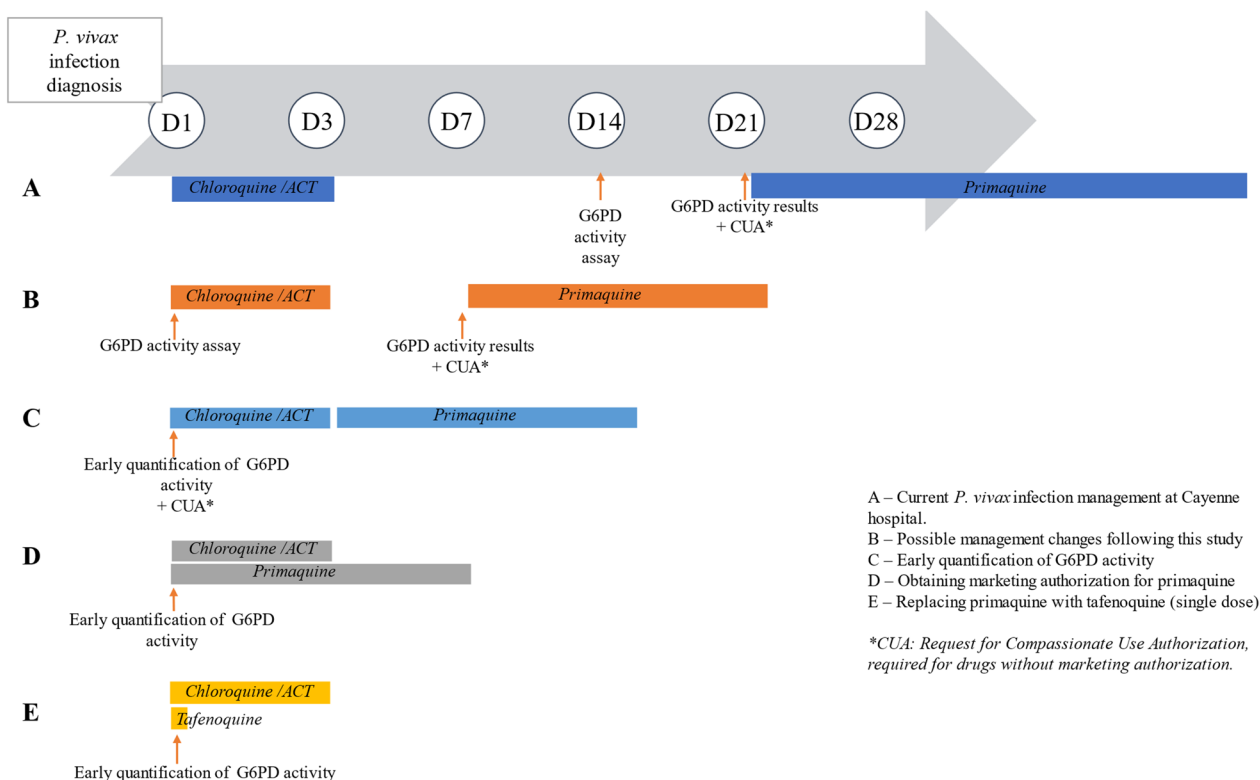 P. vivax
infection
diagnosis
D1
D3
D7
D14
D21
D28
A
Chloroquine /ACT
Primaquine
G6PD
activity
assay
G6PD activity results
+ CUA*
B
Chloroquine /ACT
Primaquine
G6PD activity assay
G6PD activity results
+ CUA*
C
Chloroquine /ACT
Primaquine
Early quantification of G6PD
activity
+ CUA*
D
Chloroquine /ACT
Primaquine
Early quantification of G6PD
activity
E
Chloroquine /ACT
Tafenoquine
Early quantification of G6PD activity
A – Current P. vivax infection management at Cayenne
hospital.
B – Possible management changes following this study
C – Early quantification of G6PD activity
D – Obtaining marketing authorization for primaquine
E – Replacing primaquine with tafenoquine (single dose)
*CUA: Request for Compassionate Use Authorization,
required for drugs without marketing authorization.